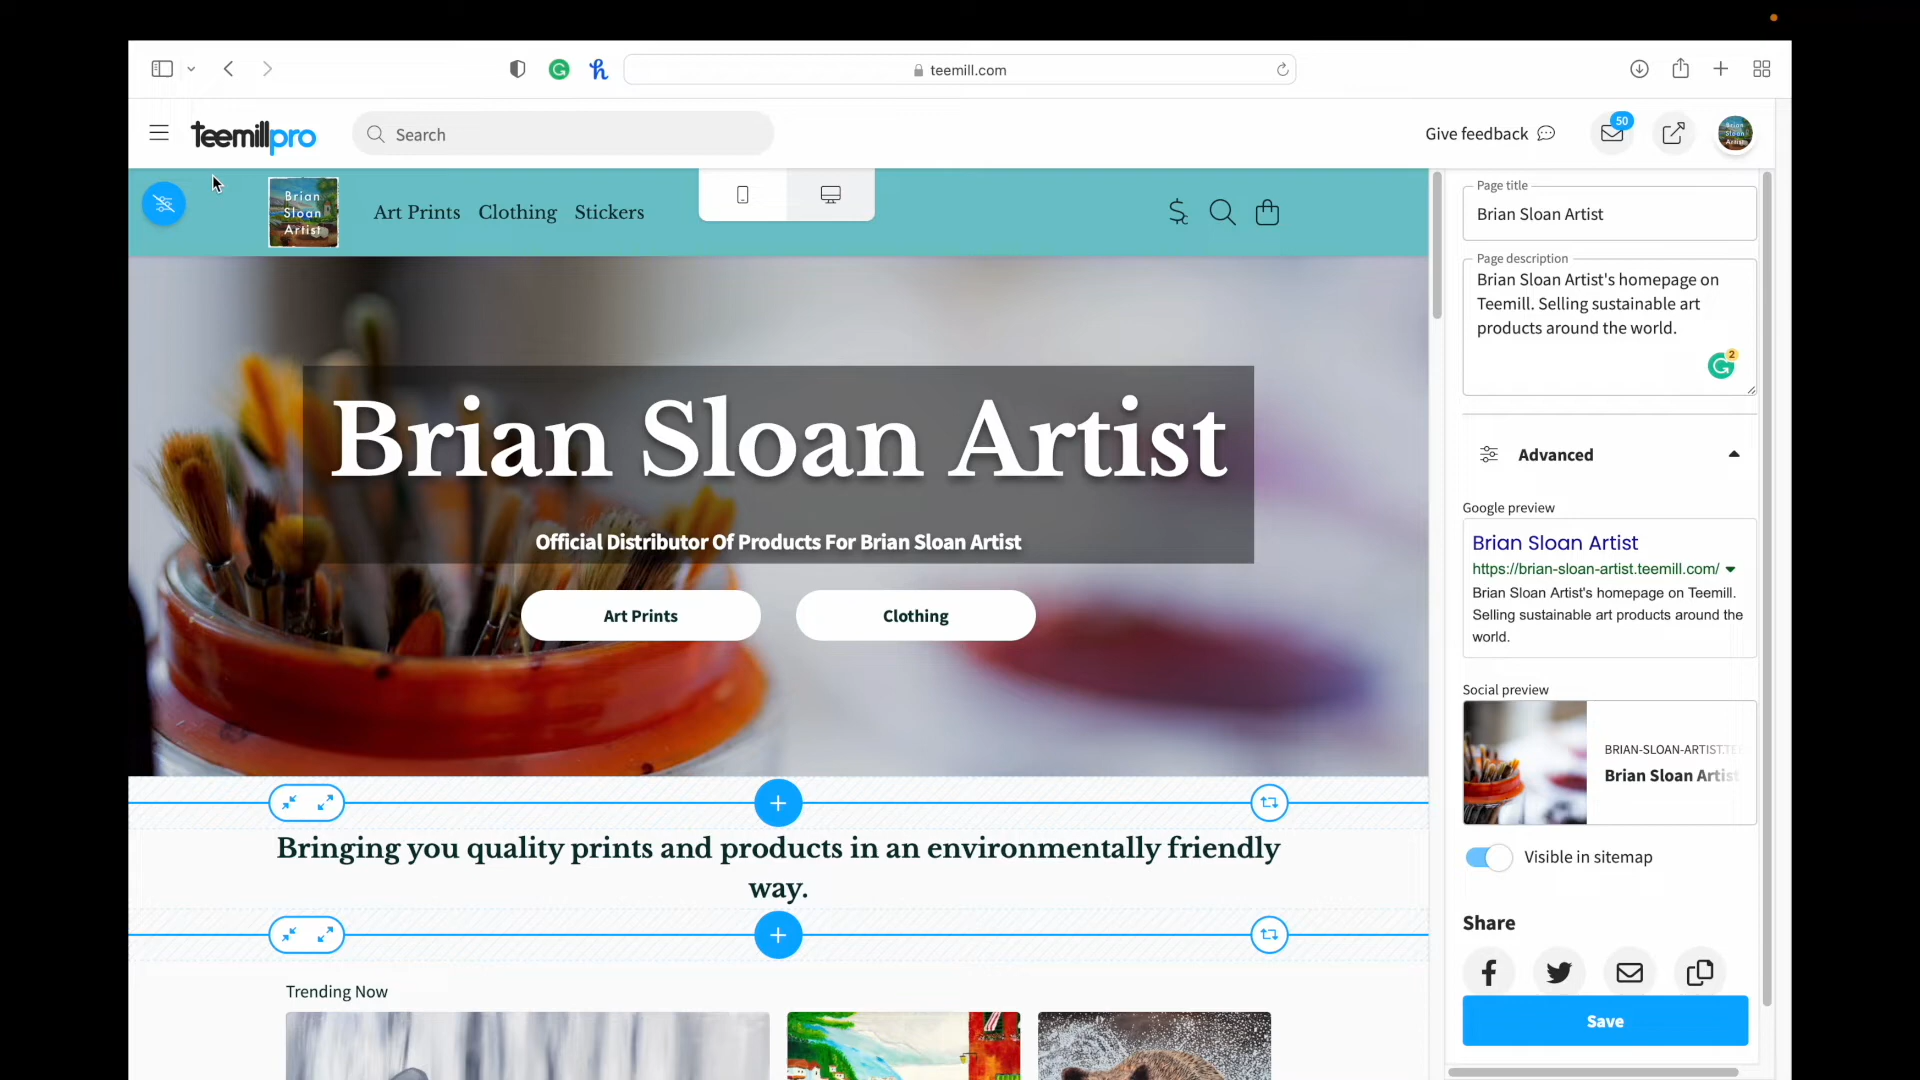 teemill.com
teemillpro
Search
Give feedback
50
Brian
Sloan
Artist
Brian
Sloan
Artist
Art Prints
Clothing
Stickers
Brian Sloan Artist
Official Distributor Of Products For Brian Sloan Artist
Art Prints
Clothing
Bringing you quality prints and products in an environmentally friendly
way.
Trending Now
Page title
Brian Sloan Artist
Page description
Brian Sloan Artist's homepage on
Teemill. Selling sustainable art
products around the world.
2
Advanced
Google preview
Brian Sloan Artist
https://brian-sloan-artist.teemill.com/
Brian Sloan Artist's homepage on Teemill.
Selling sustainable art products around the
world.
Social preview
BRIAN-SLOAN-ARTIST.TE
Brian Sloan Artist
Visible in sitemap
Share
Save